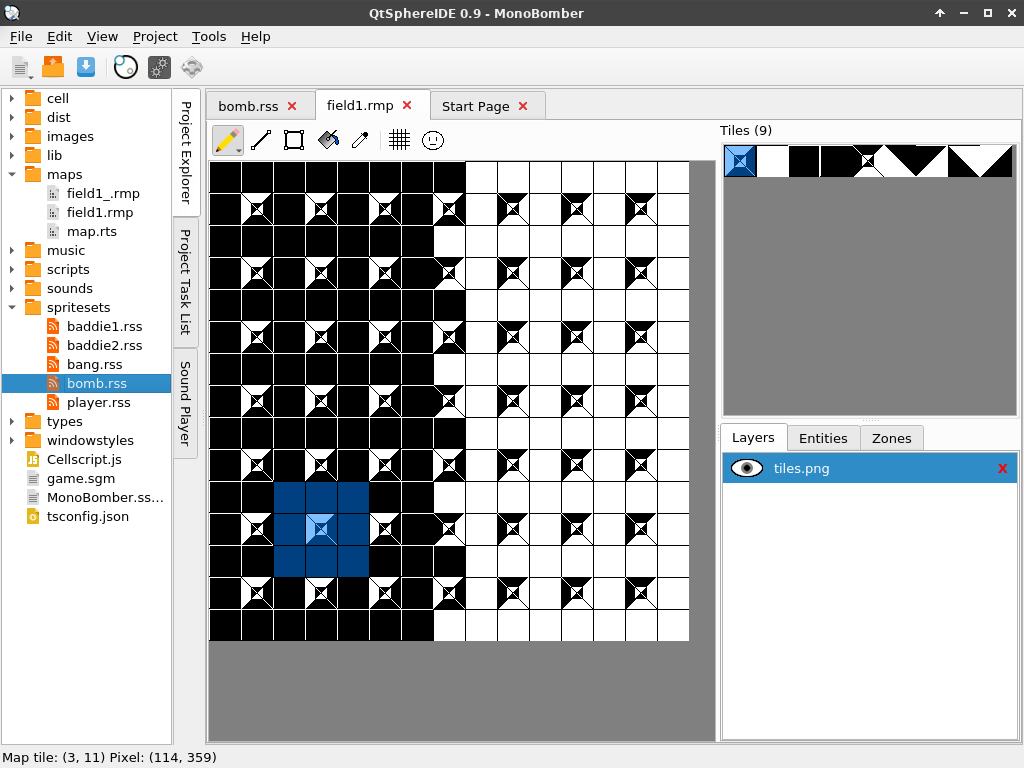 QtSphereIDE 0.9 - MonoBomber
File Edit View Project Tools Help
cell
dist
images
lib
maps
field1_.rmp
field1.rmp
map.rts
music
scripts
sounds
spritesets
baddie1.rss
baddie2.rss
bang.rss
bomb.rss
player.rss
types
windowstyles
Cellscript.js
game.sgm
MonoBomber.ss...
tsconfig.json
Project Explorer
Project Task List
Sound Player
bomb.rss
field1.rmp
Start Page
Tiles (9)
Layers
Entities
Zones
tiles.png
Map tile: (3, 11) Pixel: (114, 359)